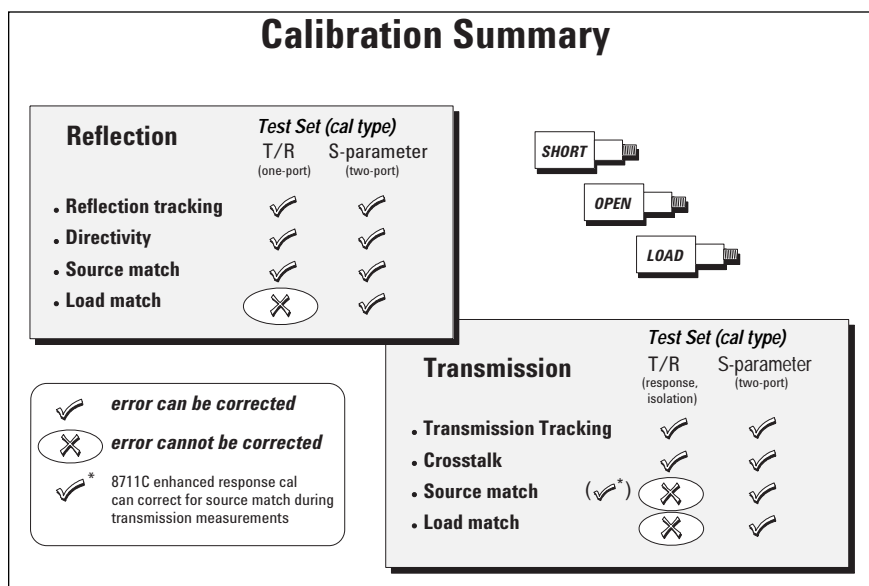 Calibration Summary
Reflection
Test Set (cal type)
T/R S-parameter
(one-port) (two-port)
• Reflection tracking
• Directivity
• Source match
• Load match
SHORT
OPEN
LOAD
Transmission
Test Set (cal type)
T/R S-parameter
(response, (two-port)
isolation)
• Transmission Tracking
• Crosstalk
• Source match (✓*)
• Load match
error can be corrected
error cannot be corrected
* 8711C enhanced response cal
can correct for source match during
transmission measurements